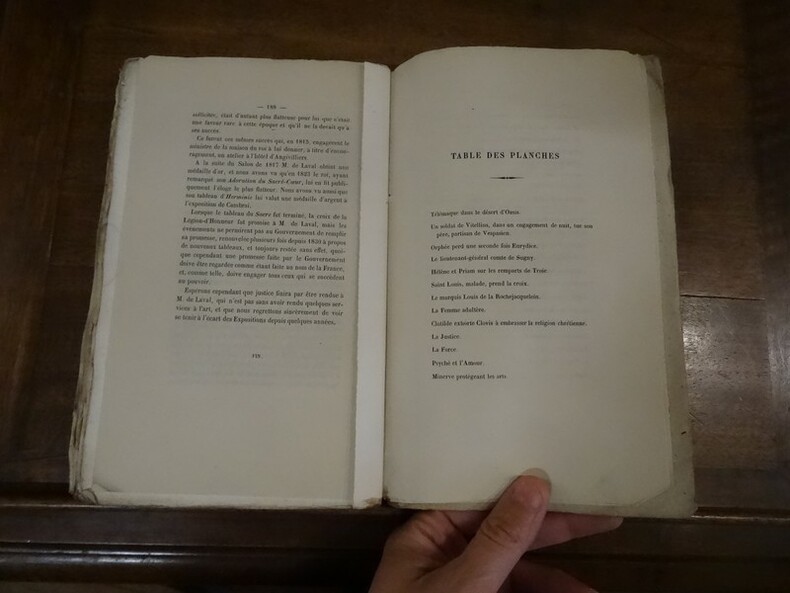 — 188 —
sollicitée, était d'autant plus flatteuse pour lui que c'était
une faveur rare à cette époque et qu'il ne la devait qu'à
ses succès.
Ce furent ces mêmes succès qui, en 1812, engagèrent le
ministre de la maison du roi à lui donner, à titre d'encou-
ragement, un atelier à l'hôtel d'Angivilliers.
A la suite du Salon de 1817 M. de Laval obtint une
médaille d'or, et nous avons vu qu'en 1825 le roi, ayant
remarqué son Adoration du Sacré-Cœur, lui en fit publi-
quement l'éloge le plus flatteur. Nous avons vu aussi que
son tableau d'Herminie lui valut une médaille d'argent à
l'exposition de Cambrai.
Lorsque le tableau du Sacre fut terminé, la croix de la
Légion-d'Honneur fut promise à M. de Laval, mais les
événements ne permirent pas au Gouvernement de remplir
sa promesse, renouvelée plusieurs fois depuis 1830 à propos
de nouveaux tableaux, et toujours restée sans effet, quoi-
que cependant une promesse faite par le Gouvernement
doive être regardée comme étant faite au nom de la France,
et, comme telle, doive engager tous ceux qui se succèdent
au pouvoir.
Espérons cependant que justice finira par être rendue à
M. de Laval, qui n'est pas sans avoir rendu quelques ser-
vices à l'art, et que nous regrettons sincèrement de voir
se tenir à l'écart des Expositions depuis quelques années.
FIN.
TABLE DES PLANCHES
Télémaque dans le désert d'Oasis.
Un soldat de Vitellius, dans un engagement de nuit, tue son
père, partisan de Vespasien.
Orphée perd une seconde fois Eurydice.
Le lieutenant-général comte de Sugny.
Hélène et Priam sur les remparts de Troie.
Saint Louis, malade, prend la croix.
Le marquis Louis de la Rochejaquelein.
La Femme adultère.
Clotilde exhorte Clovis à embrasser la religion chrétienne.
La Justice.
La Force.
Psyché et l'Amour.
Minerve protégeant les arts.